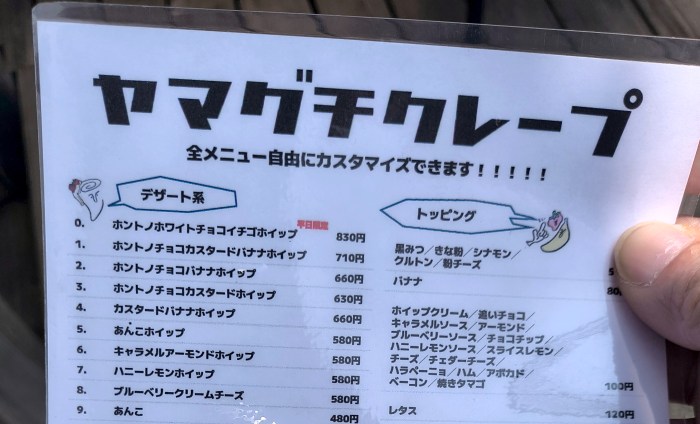 ヤマグチクレープ
全メニュー自由にカスタマイズできます！！！！！
デザート系
0. ホントノホワイトチョコイチゴホイップ 平日限定 830円
1. ホントノチョコカスタードバナナホイップ 710円
2. ホントノチョコバナナホイップ 660円
3. ホントノチョコカスタードホイップ 630円
4. カスタードバナナホイップ 660円
5. あんこホイップ 580円
6. キャラメルアーモンドホイップ 580円
7. ハニーレモンホイップ 580円
8. ブルーベリークリームチーズ 580円
9. あんこ 480円
トッピング
黒みつ／きな粉／シナモン／
クルトン／粉チーズ
バナナ
ホイップクリーム／追いチョコ／
キャラメルソース／アーモンド／
ブルーベリーソース／チョコチップ／
ハニーレモンソース／スライスレモン／
チーズ／チェダーチーズ／
ハラペーニョ／ハム／アボカド／
ベーコン／焼きタマゴ 100円
レタス 120円